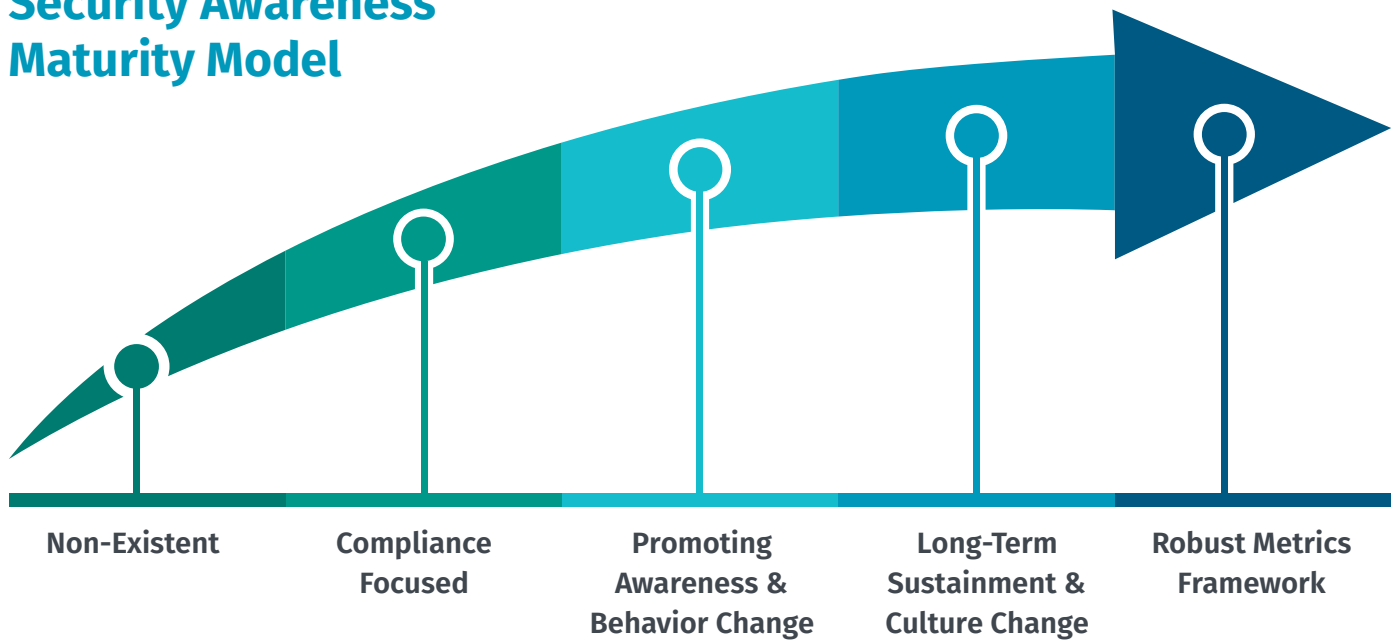 Security Awareness
Maturity Model
Non-Existent
Compliance
Focused
Promoting
Awareness &
Behavior Change
Long-Term
Sustainment &
Culture Change
Robust Metrics
Framework